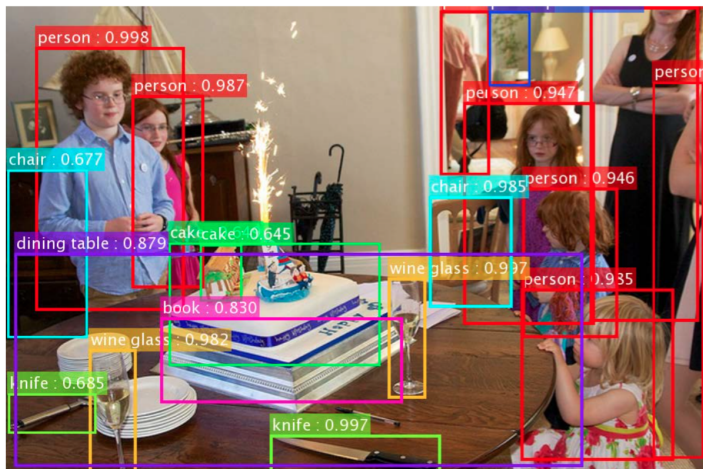 person : 0.998
person : 0.987
person : 0.947
person
chair : 0.677
chair : 0.985
person : 0.946
cake
cake : 0.645
dining table : 0.879
wine glass : 0.997
person : 0.935
book : 0.830
Happy
wine glass : 0.982
knife : 0.685
knife : 0.997